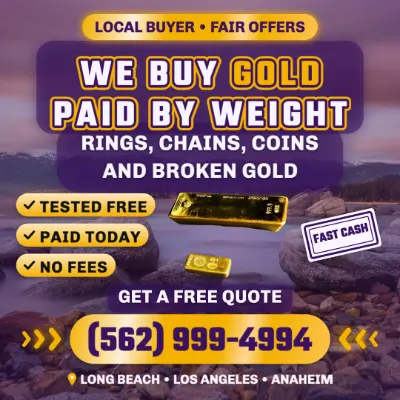 LOCAL BUYER • FAIR OFFERS
WE BUY GOLD
PAID BY WEIGHT
RINGS, CHAINS, COINS
AND BROKEN GOLD
✓ TESTED FREE
✓ PAID TODAY
✓ NO FEES
FAST CASH
GET A FREE QUOTE
(562) 999-4994
LONG BEACH • LOS ANGELES • ANAHEIM